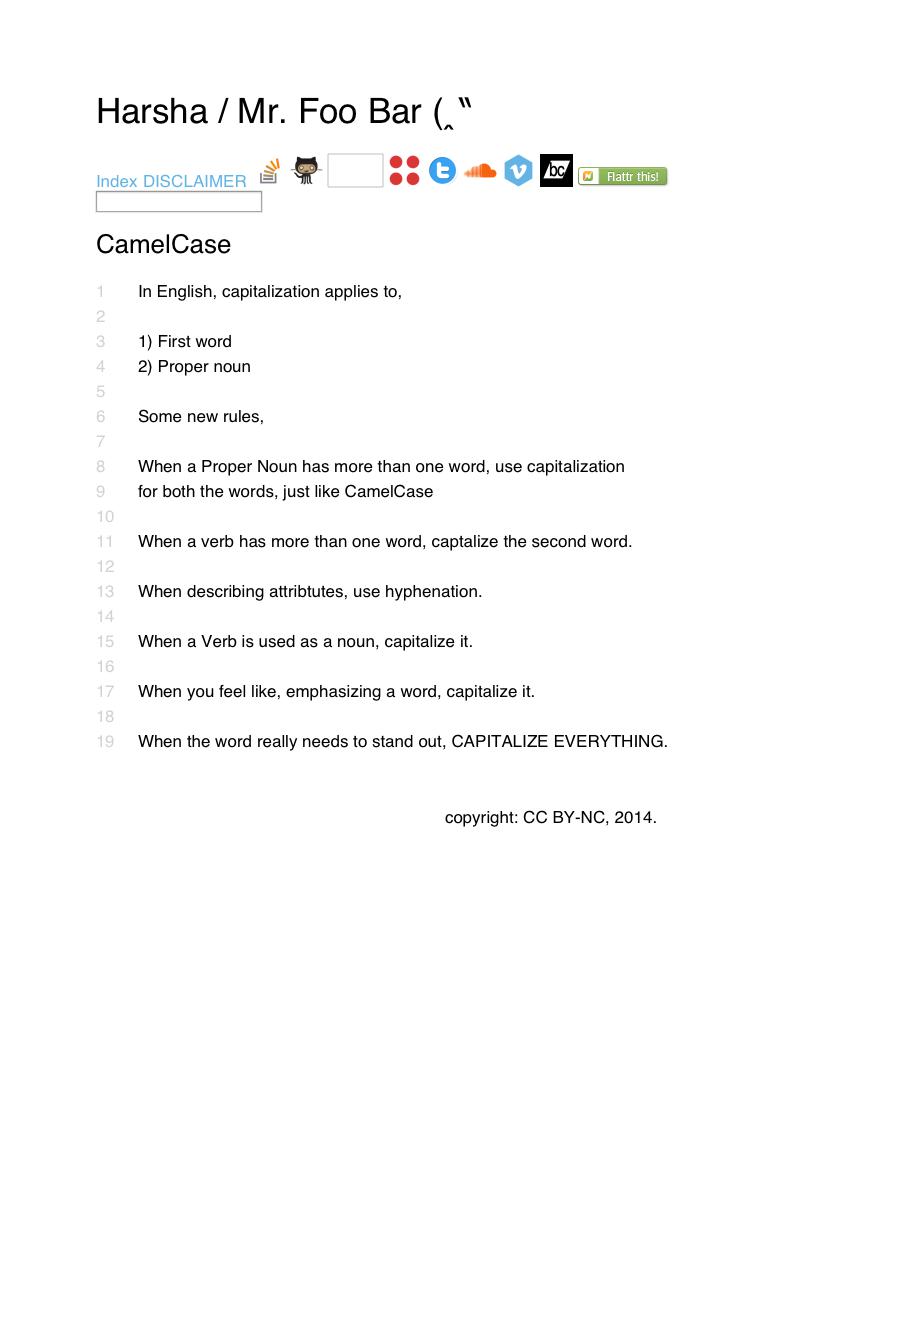 Harsha / Mr. Foo Bar (‸‶
Index DISCLAIMER bc Flattr this!
CamelCase
1 In English, capitalization applies to,
2
3 1) First word
4 2) Proper noun
5
6 Some new rules,
7
8 When a Proper Noun has more than one word, use capitalization
9 for both the words, just like CamelCase
10
11 When a verb has more than one word, captalize the second word.
12
13 When describing attribtutes, use hyphenation.
14
15 When a Verb is used as a noun, capitalize it.
16
17 When you feel like, emphasizing a word, capitalize it.
18
19 When the word really needs to stand out, CAPITALIZE EVERYTHING.
copyright: CC BY-NC, 2014.